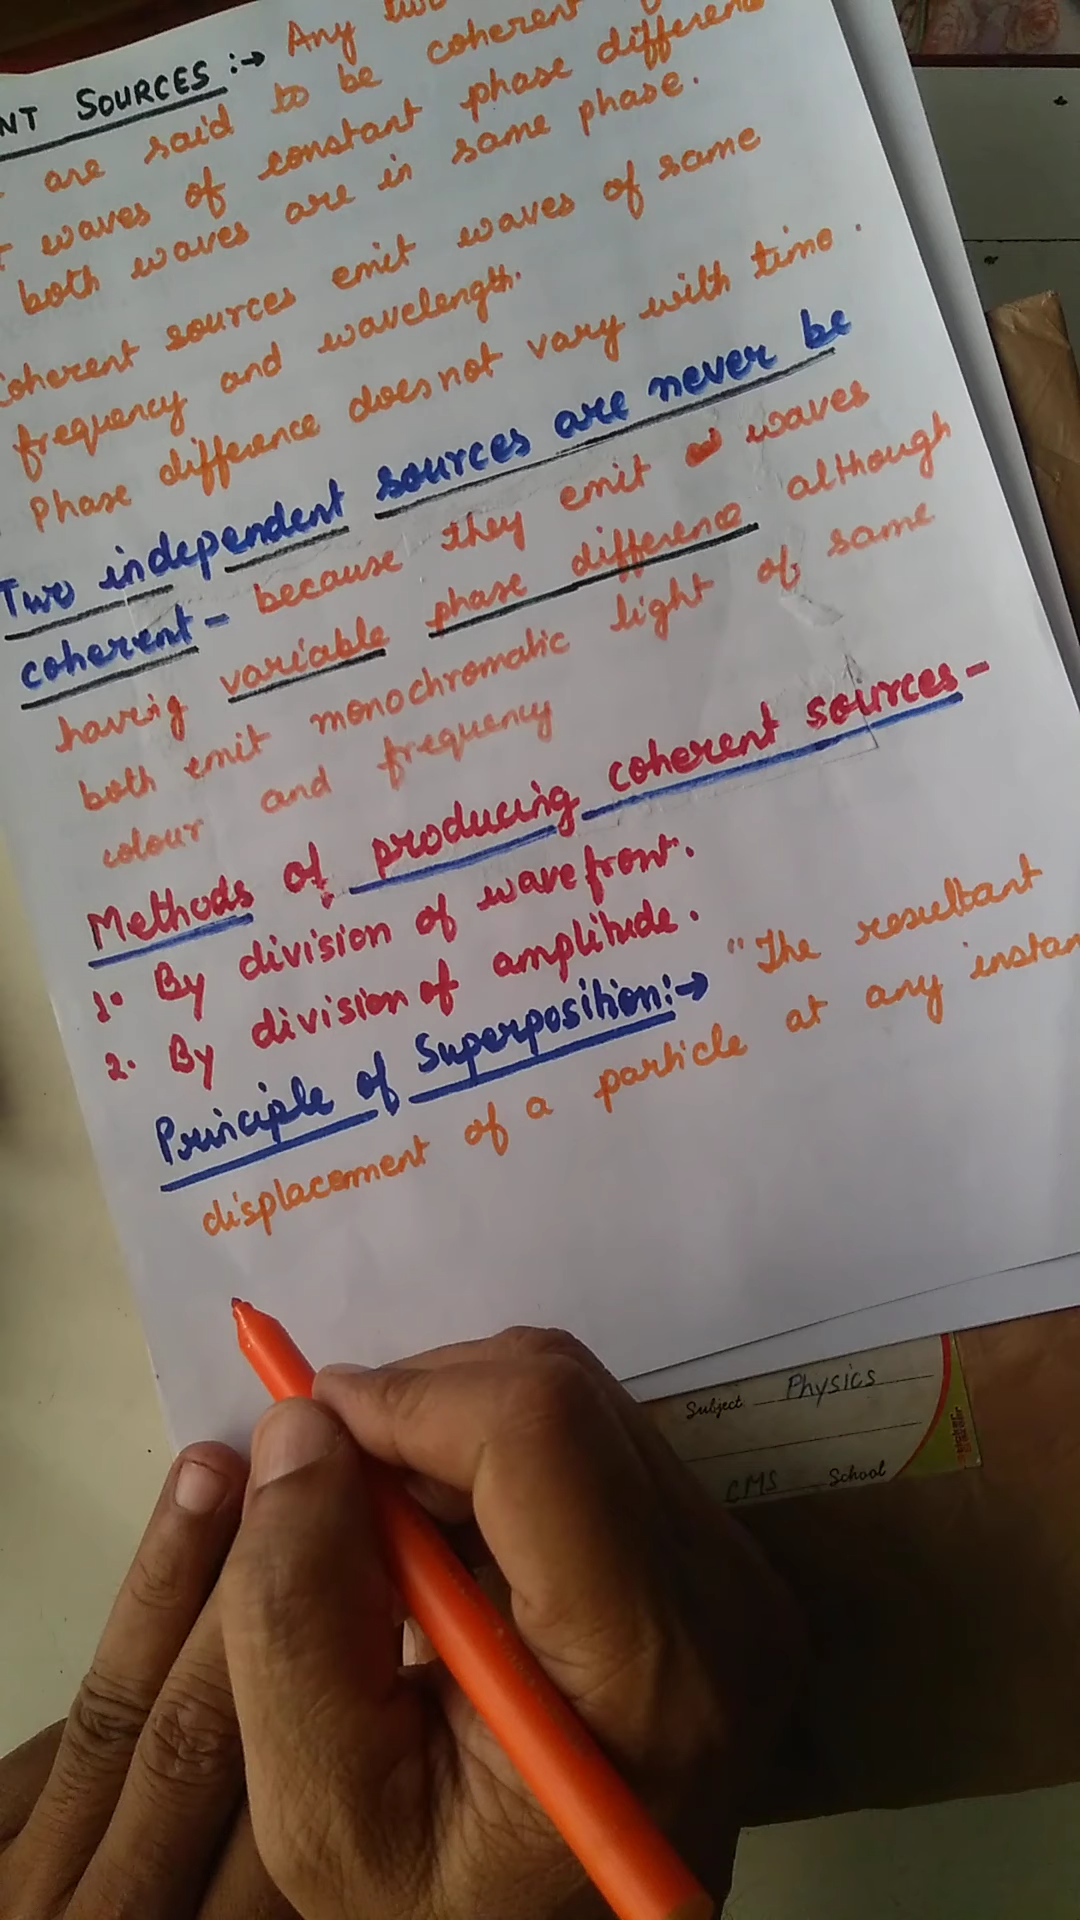 NT SOURCES :→ Any two
are said to be coherent
waves of constant phase difference
both waves are in same phase.
Coherent sources emit waves of same
frequency and wavelength.
Phase difference does not vary with time.
Two independent sources are never be
coherent - because they emit waves
having variable phase difference although
both emit monochromatic light of same
colour and frequency
Methods of producing coherent sources -
1. By division of wavefront.
2. By division of amplitude.
Principle of Superposition :→ "The resultant
displacement of a particle at any instan
Subject Physics
CMS School